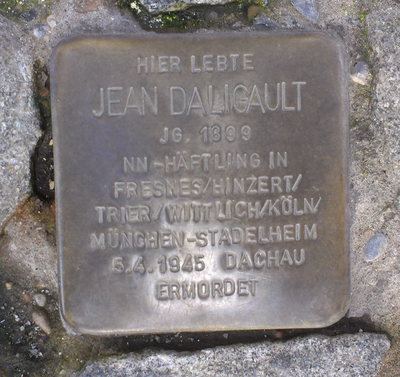 HIER LEBTE
JEAN DALIGAULT
JG. 1899
NN-HÄFTLING IN
FRESNES/HINZERT/
TRIER/WITTLICH/KÖLN/
MÜNCHEN-STADELHEIM
5.4.1945 DACHAU
ERMORDET